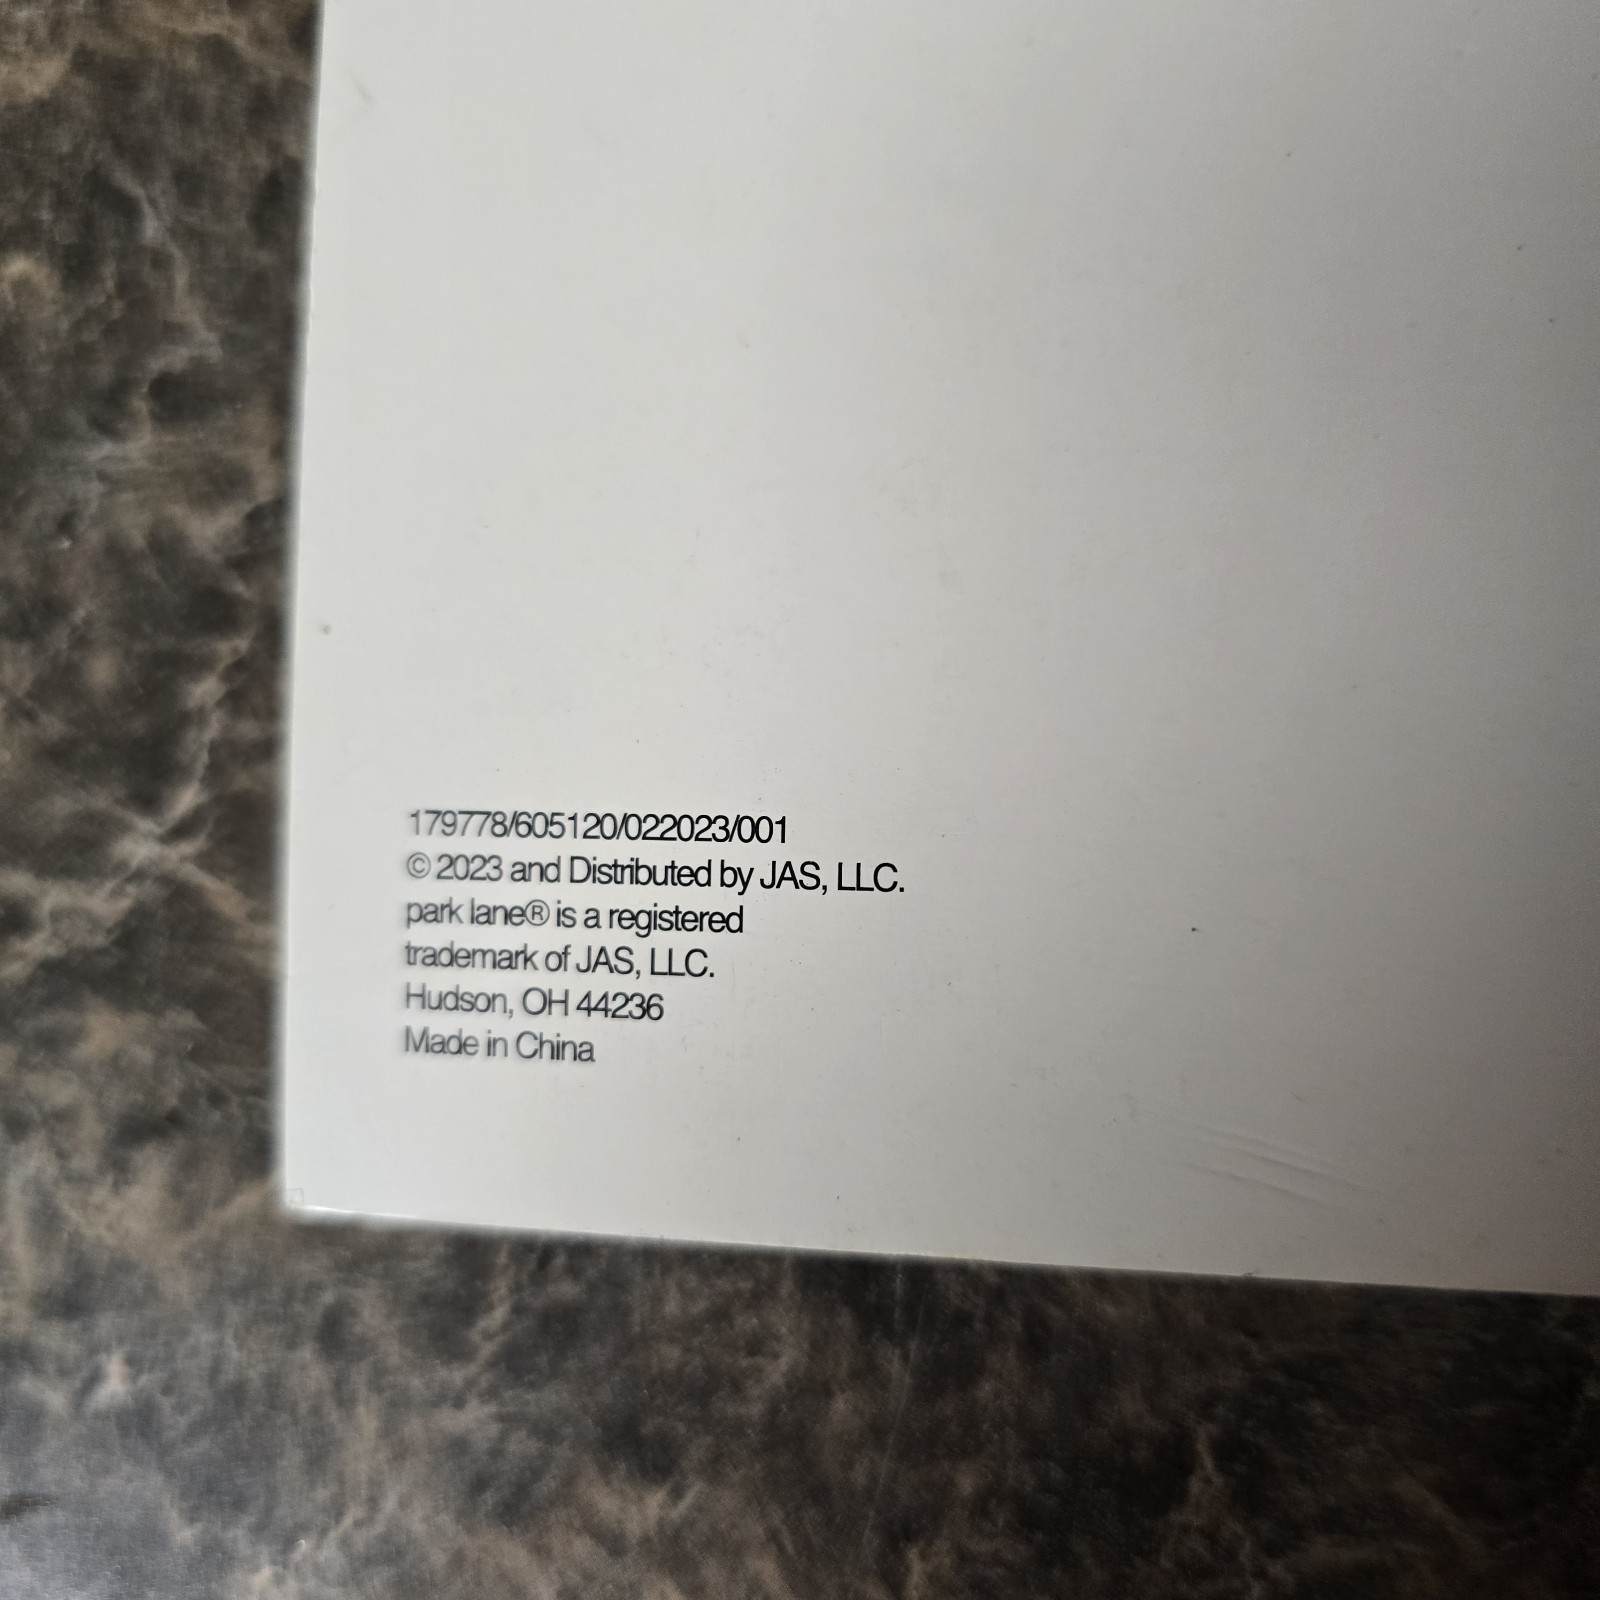 179778/605120/022023/001
© 2023 and Distributed by JAS, LLC.
park lane® is a registered
trademark of JAS, LLC.
Hudson, OH 44236
Made in China